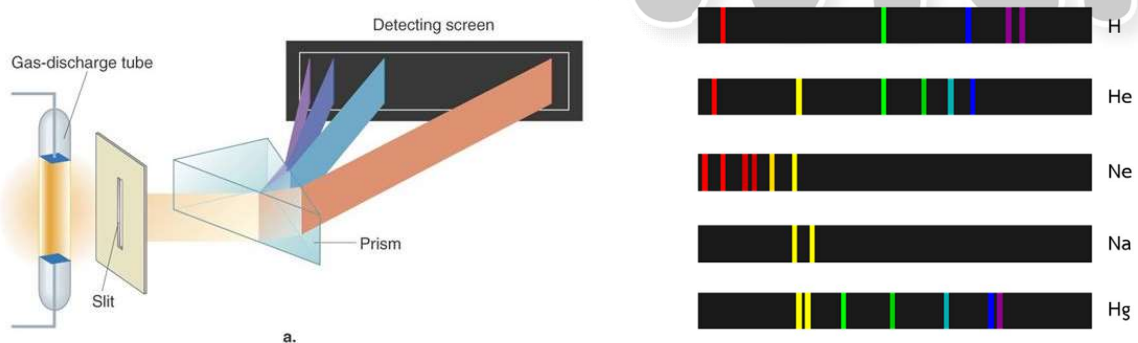 Detecting screen
Gas-discharge tube
Prism
Slit
a.
H
He
Ne
Na
Hg